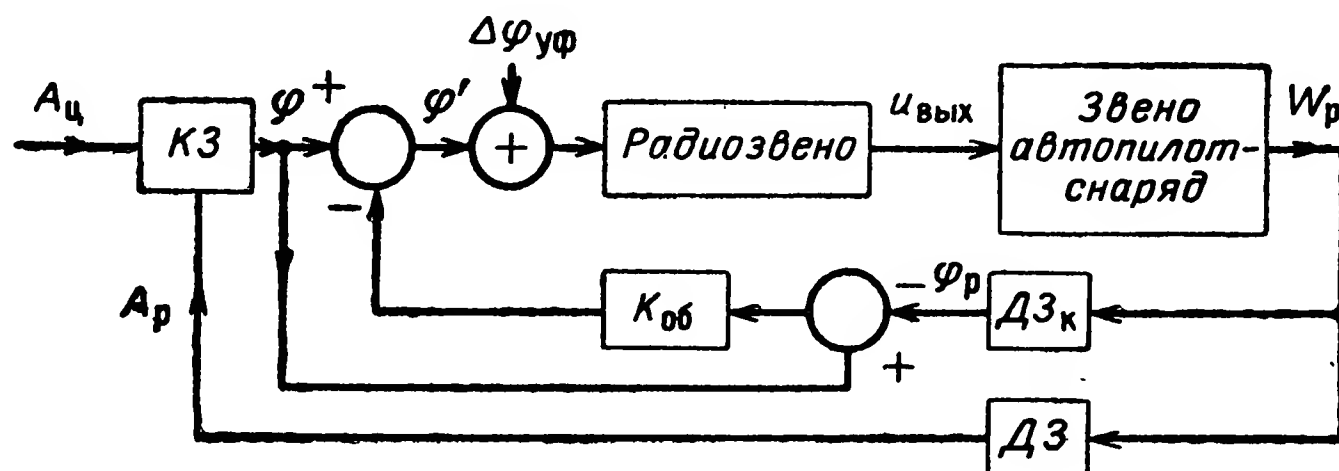 Δφуф
Aц
КЗ
φ
+
φ′
+
Радиозвено
uвых
Звено
автопилот-
снаряд
Wр
−
Aр
Kоб
−
φр
ДЗк
+
ДЗ